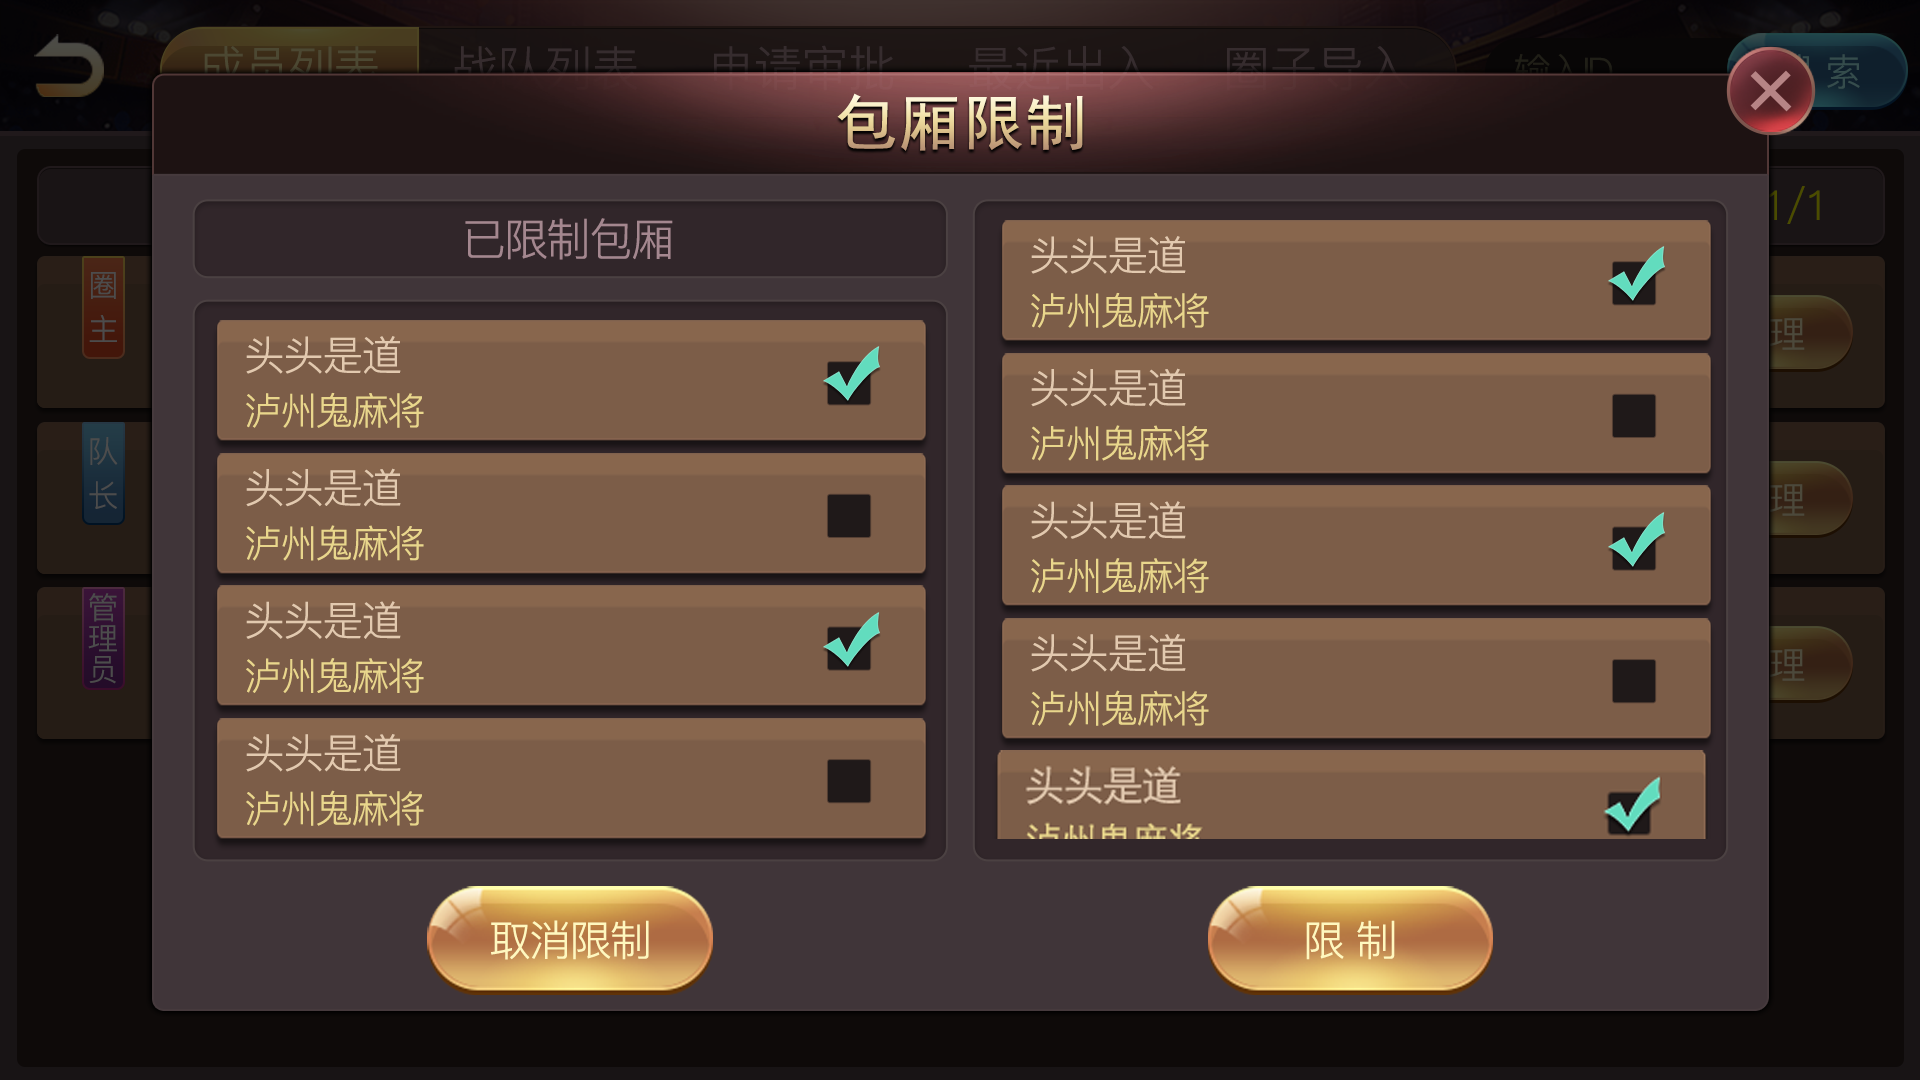 成员列表
战队列表
申请审批
最近出入
圈子导入
输入ID
索
包厢限制
1/1
已限制包厢
圈主
队长
管理员
头头是道
泸州鬼麻将
头头是道
泸州鬼麻将
头头是道
泸州鬼麻将
头头是道
泸州鬼麻将
头头是道
泸州鬼麻将
头头是道
泸州鬼麻将
头头是道
泸州鬼麻将
头头是道
泸州鬼麻将
头头是道
泸州鬼麻将
理
理
理
取消限制
限制